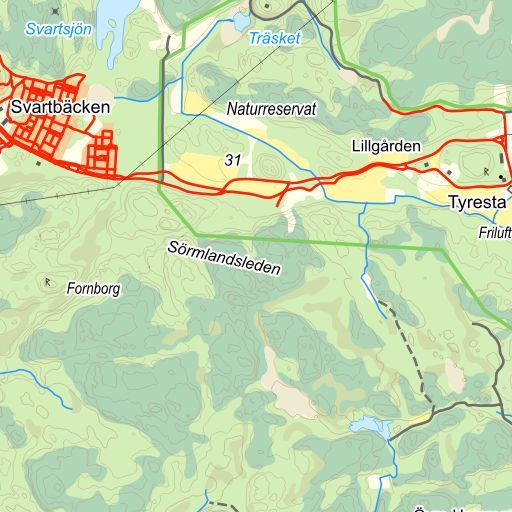 Svartsjön
Träsket
Svartbäcken
Naturreservat
Lillgården
31
R
Tyresta
Friluft
Sörmlandsleden
R
Fornborg